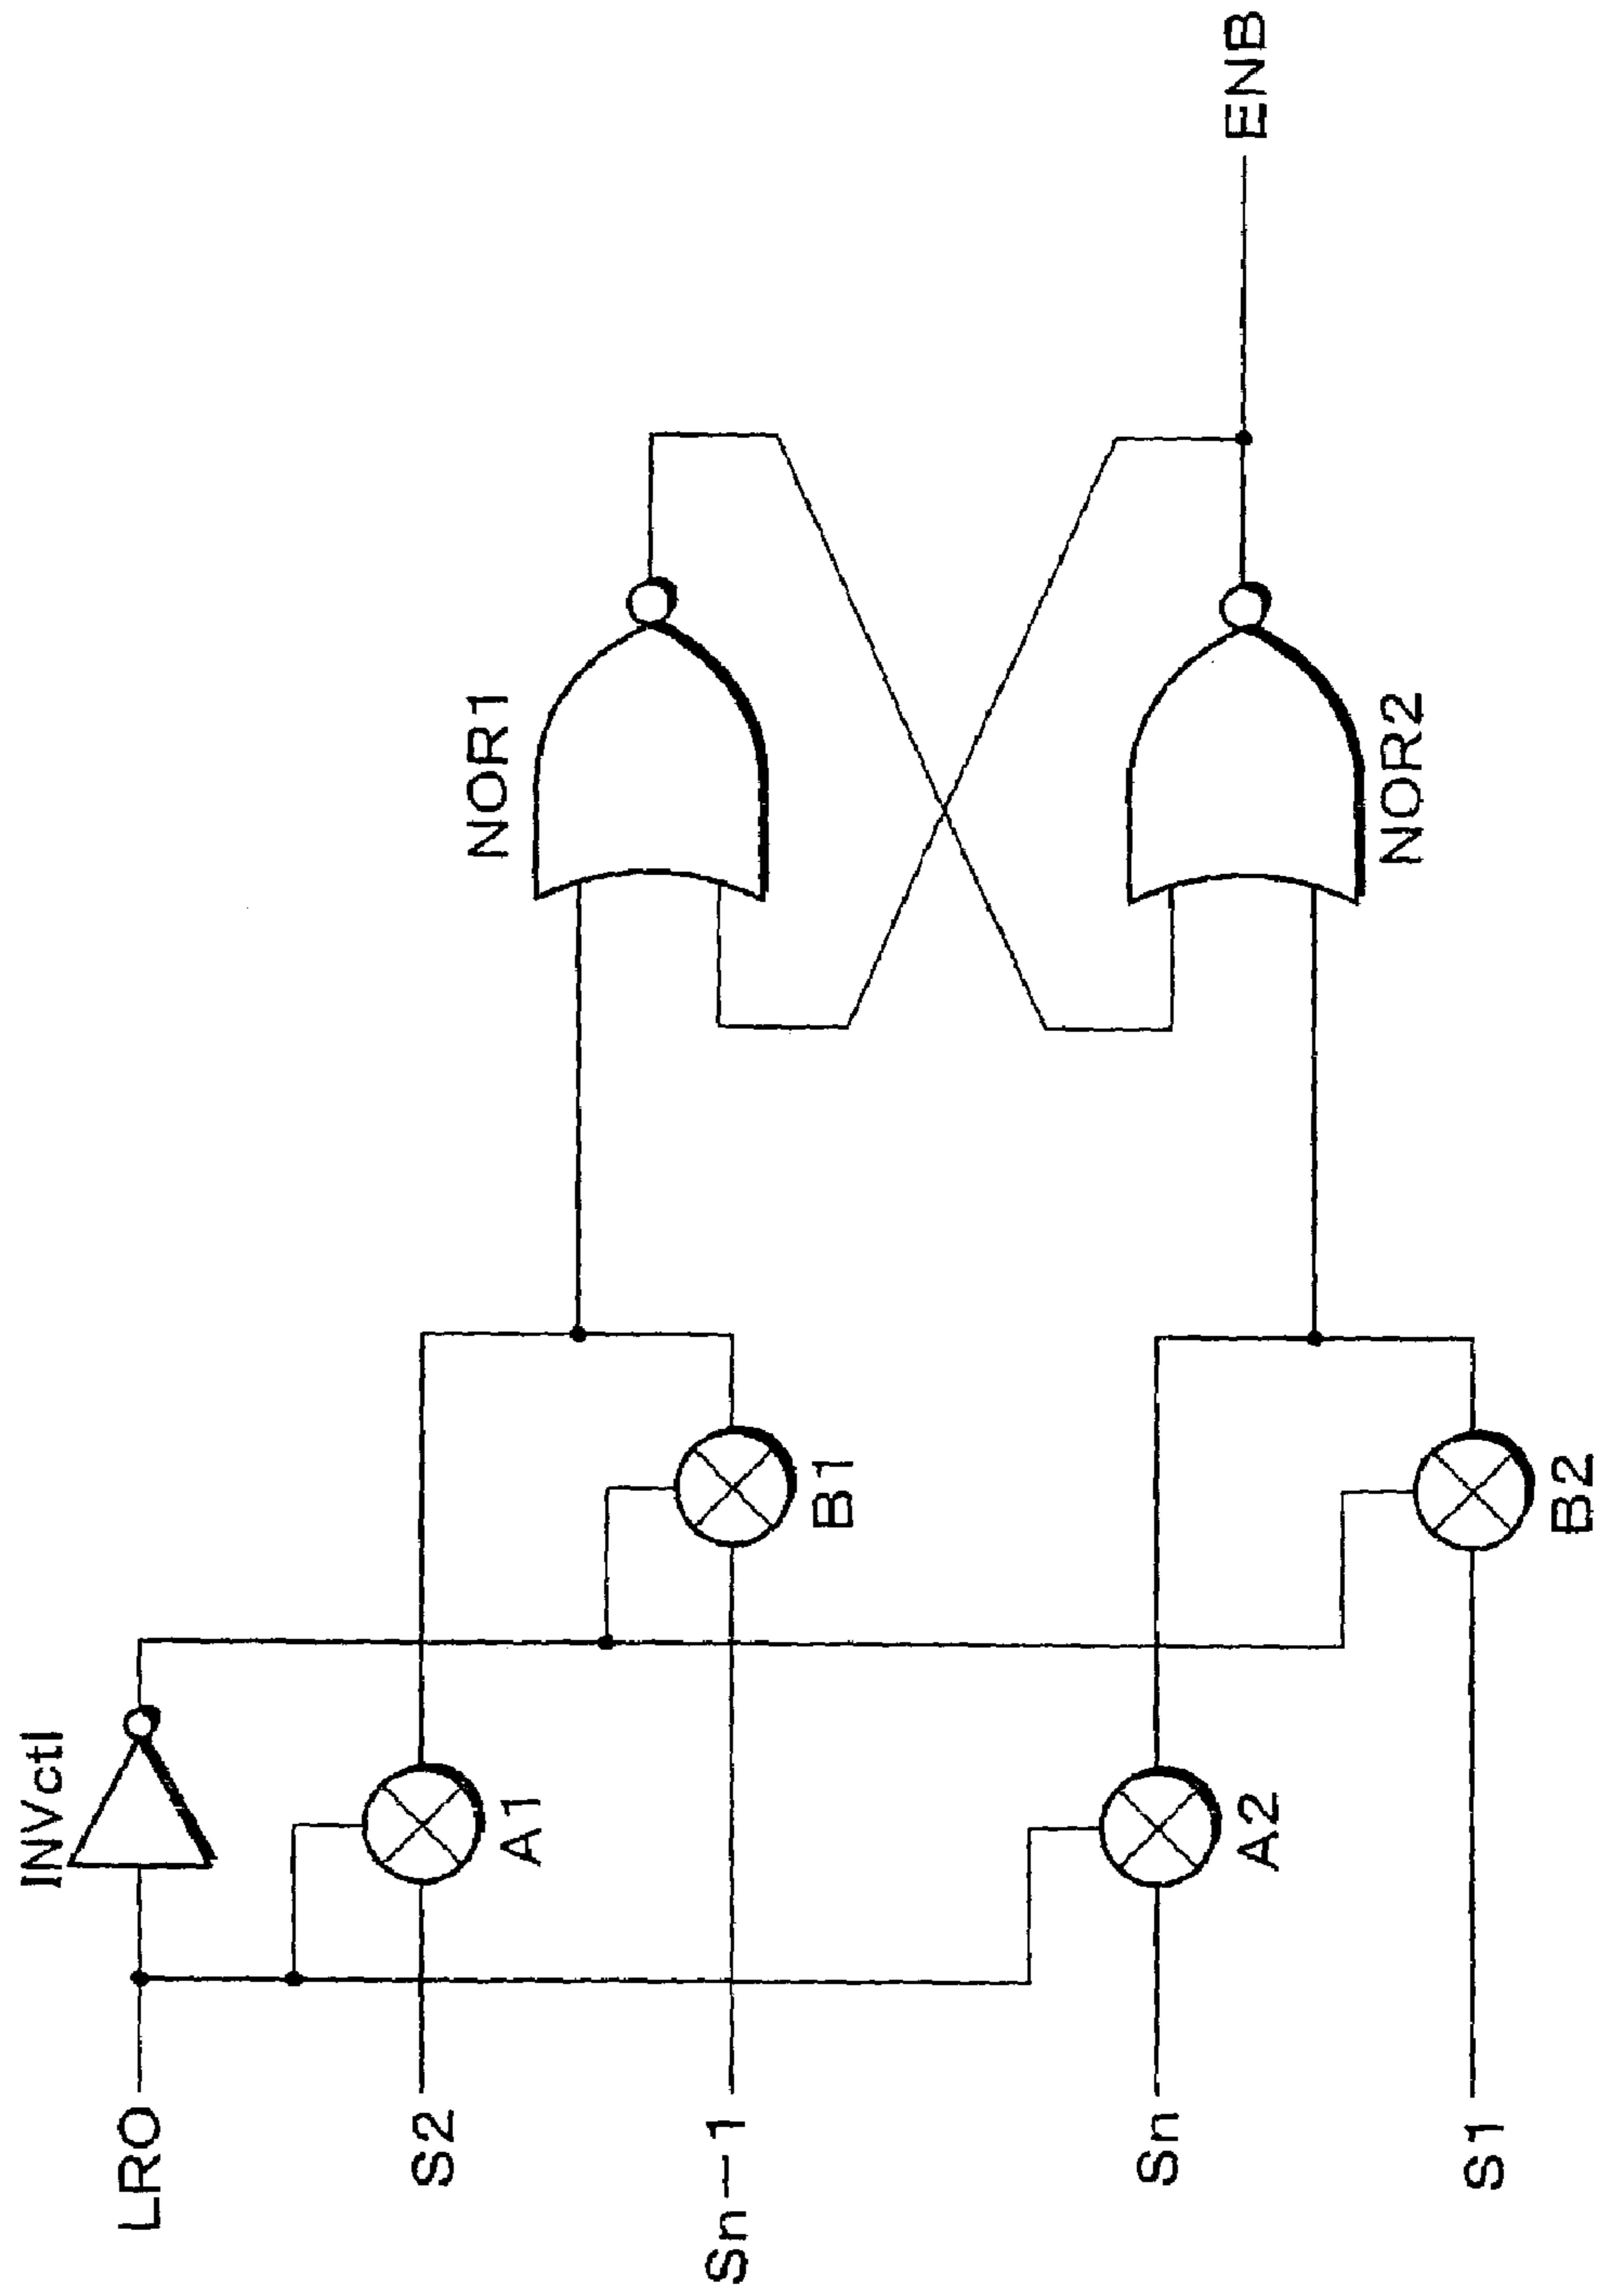 LRO
INVctl
S2
A1
Sn-1
B1
NOR1
Sn
A2
S1
B2
NOR2
ENB